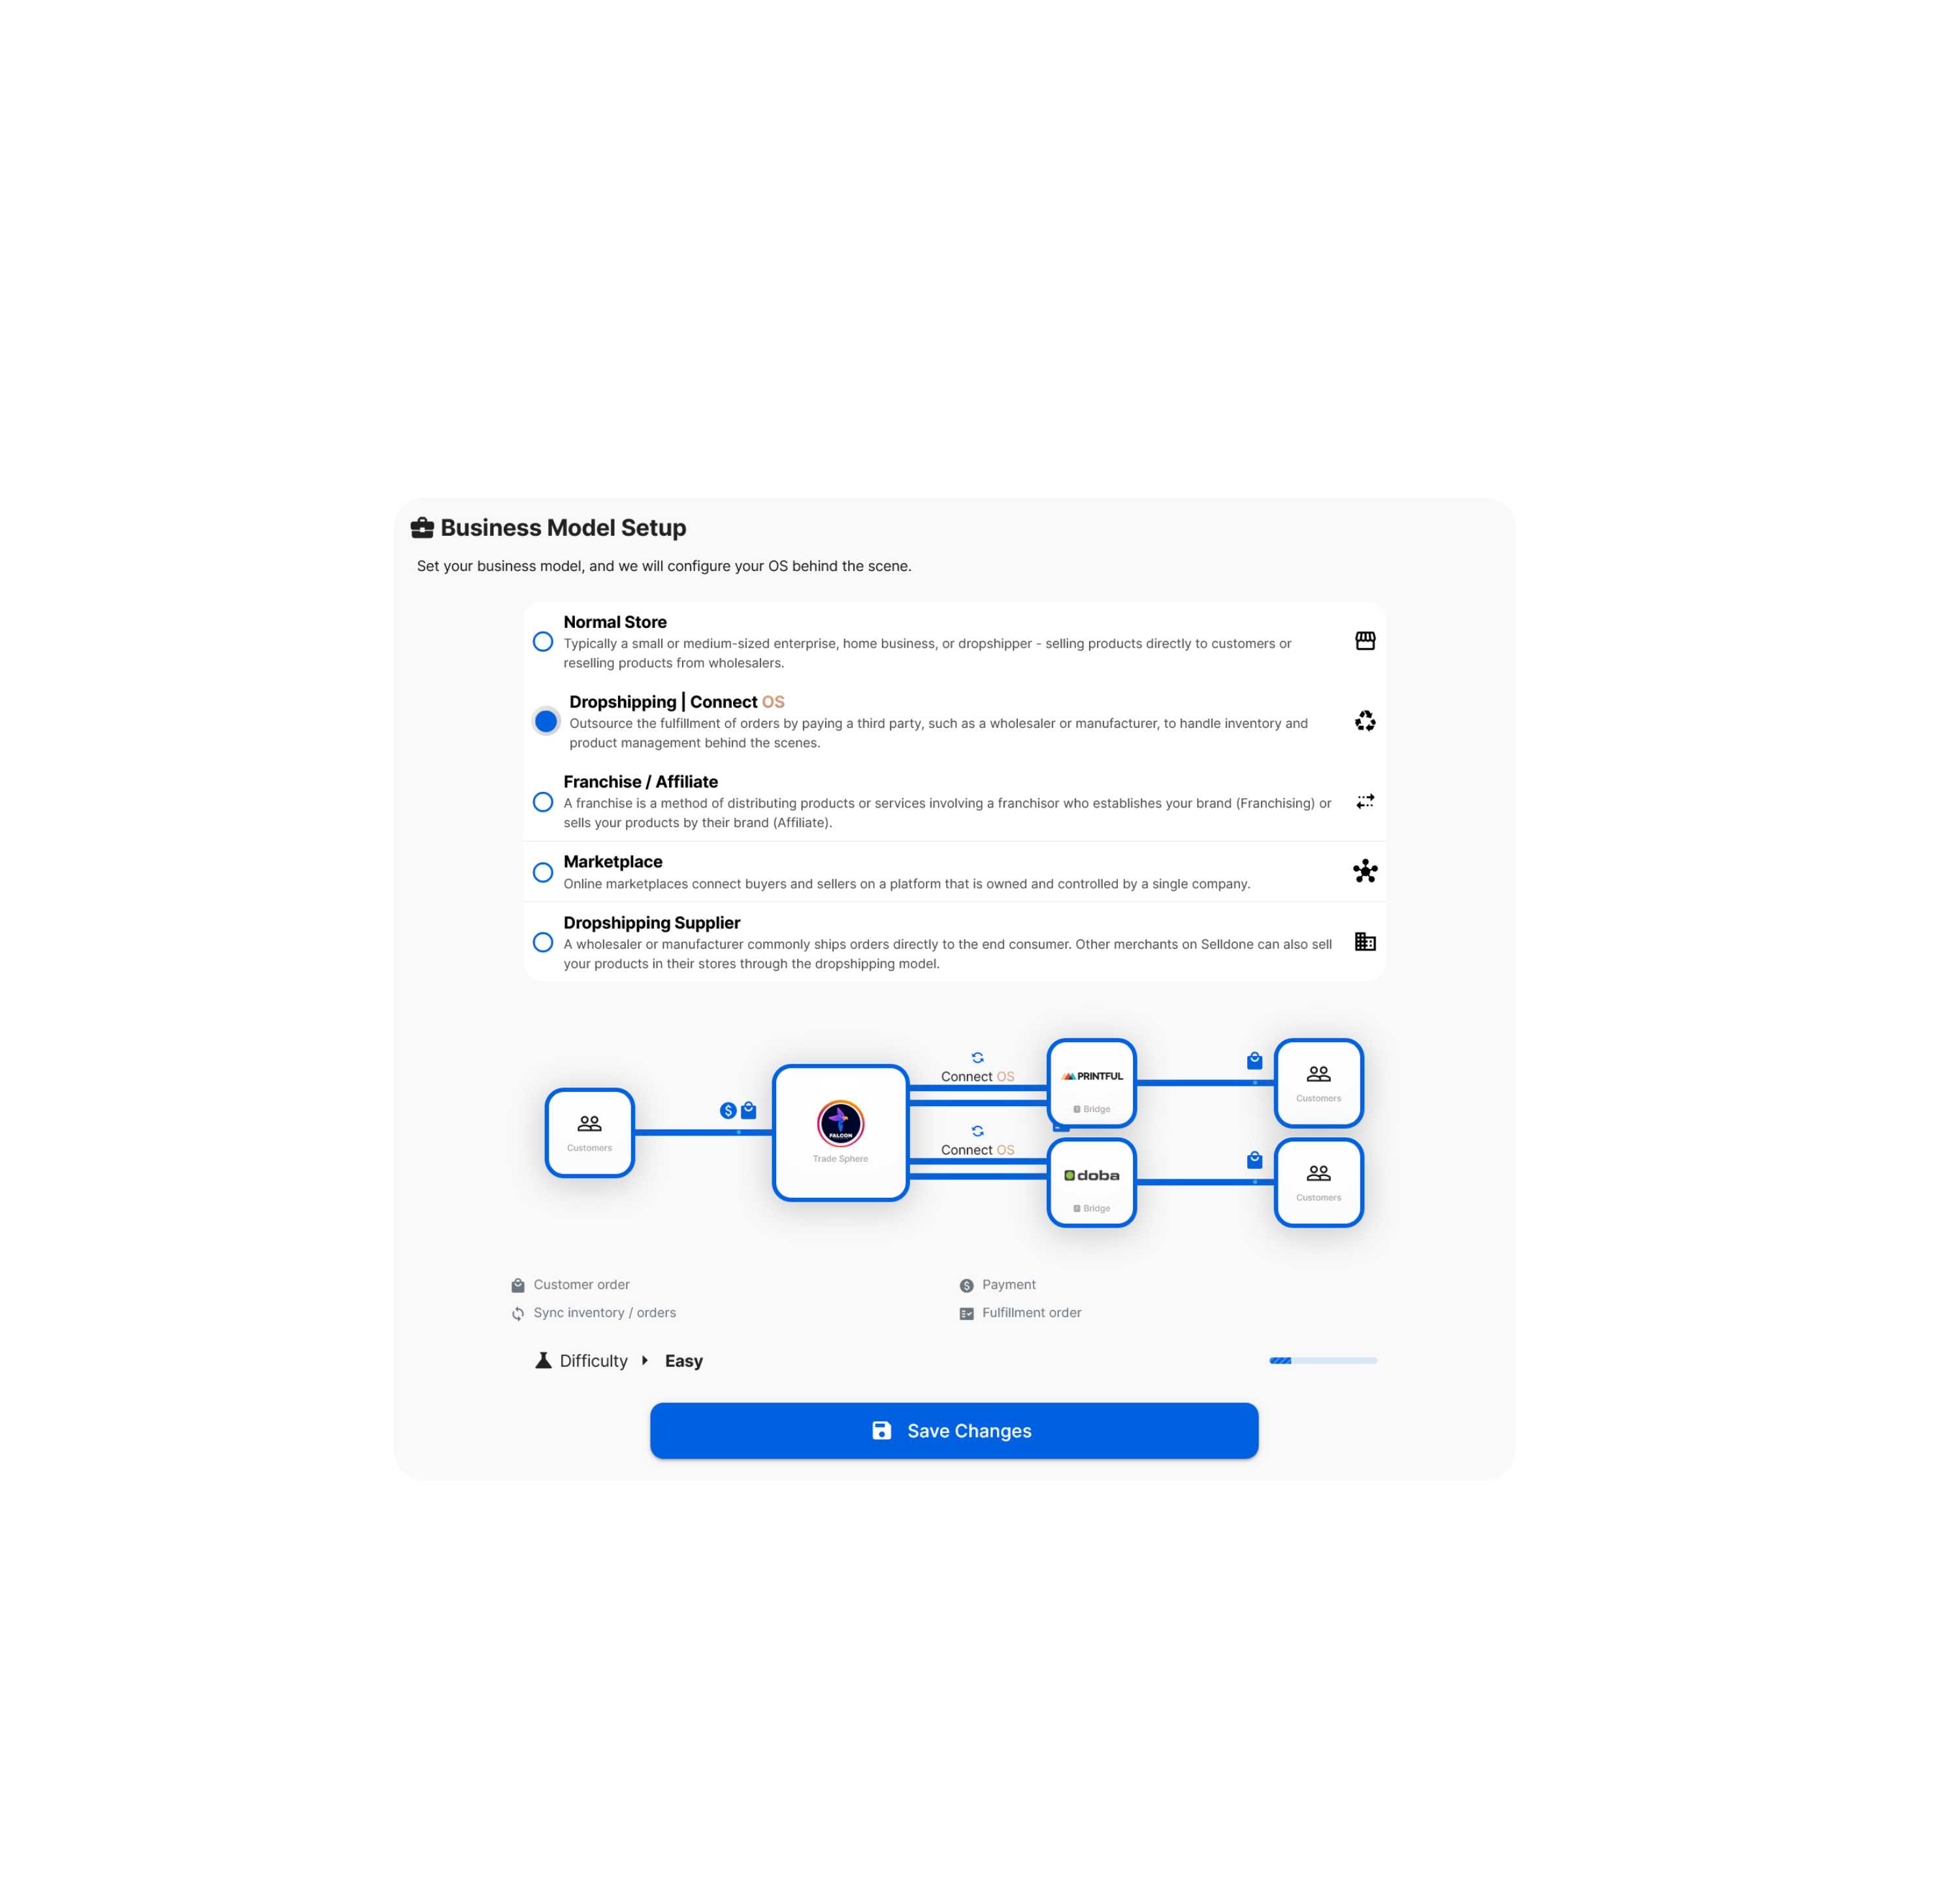 Business Model Setup
Set your business model, and we will configure your OS behind the scene.
Normal Store
Typically a small or medium-sized enterprise, home business, or dropshipper - selling products directly to customers or
reselling products from wholesalers.
Dropshipping | Connect OS
Outsource the fulfillment of orders by paying a third party, such as a wholesaler or manufacturer, to handle inventory and
product management behind the scenes.
Franchise / Affiliate
A franchise is a method of distributing products or services involving a franchisor who establishes your brand (Franchising) or
sells your products by their brand (Affiliate).
Marketplace
Online marketplaces connect buyers and sellers on a platform that is owned and controlled by a single company.
Dropshipping Supplier
A wholesaler or manufacturer commonly ships orders directly to the end consumer. Other merchants on Selldone can also sell
your products in their stores through the dropshipping model.
Customers
FALCON
Trade Sphere
Connect OS
Connect OS
PRINTFUL
Bridge
doba
Bridge
Customers
Customers
Customer order
Payment
Sync inventory / orders
Fulfillment order
Difficulty
Easy
Save Changes